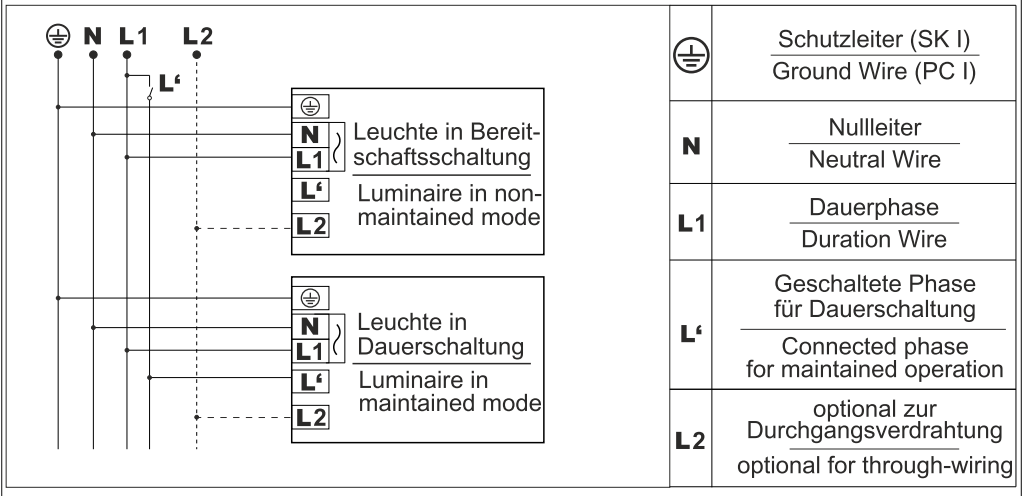 N L1 L2
L‘
N
L1
L‘
L2
Leuchte in Bereit-
schaftsschaltung
Luminaire in non-
maintained mode
N
L1
L‘
L2
Leuchte in
Dauerschaltung
Luminaire in
maintained mode
Schutzleiter (SK I)
Ground Wire (PC I)
N
Nullleiter
Neutral Wire
L1
Dauerphase
Duration Wire
L‘
Geschaltete Phase
für Dauerschaltung
Connected phase
for maintained operation
L2
optional zur
Durchgangsverdrahtung
optional for through-wiring